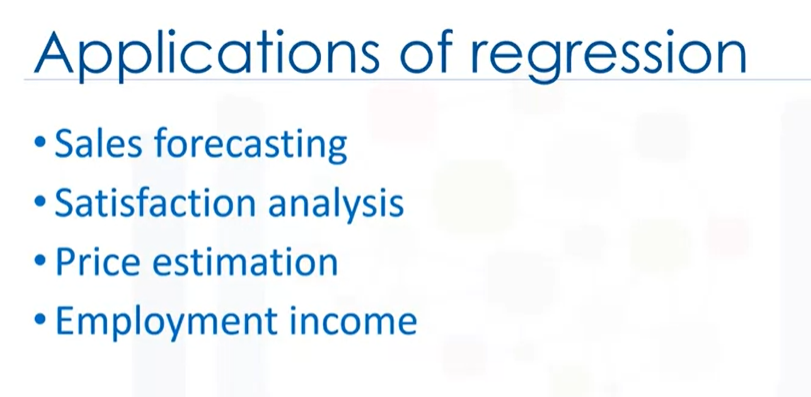 Applications of regression
• Sales forecasting
• Satisfaction analysis
• Price estimation
• Employment income